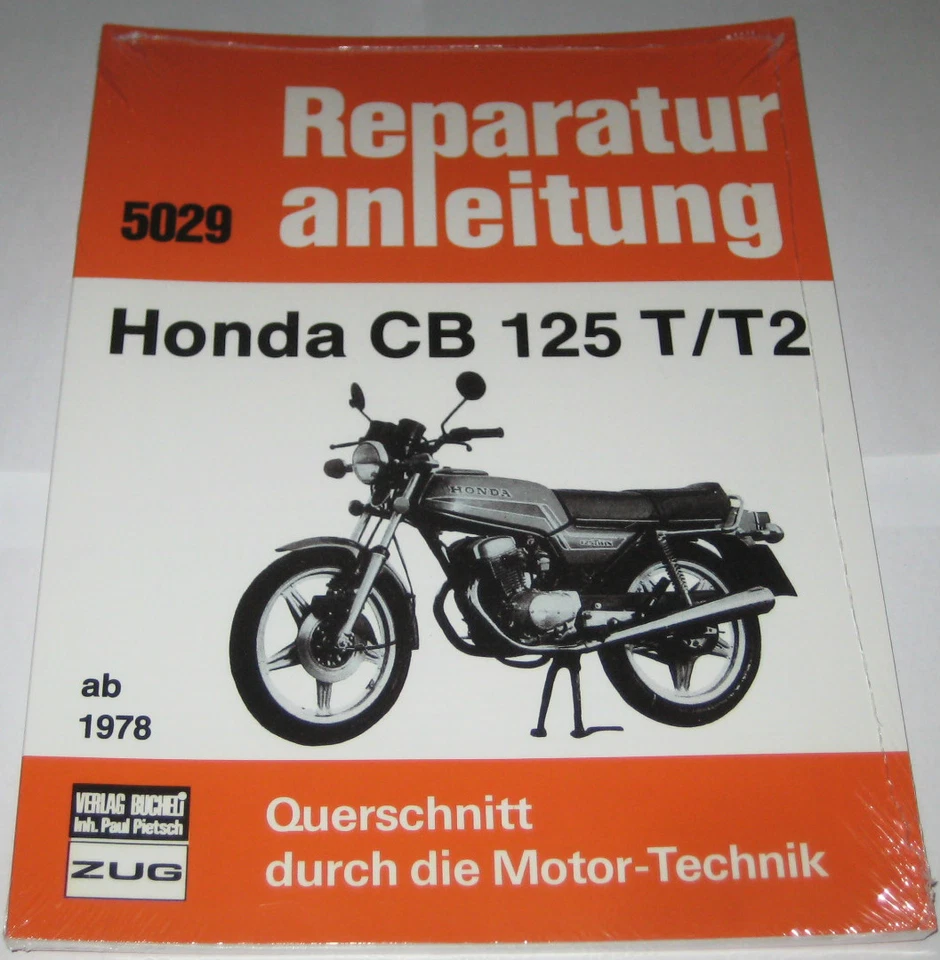 Reparatur
anleitung
5029
Honda CB 125 T/T2
HONDA
ab
1978
VERLAG BUCHELI
Inh. Paul Pietsch
ZUG
Querschnitt
durch die Motor-Technik